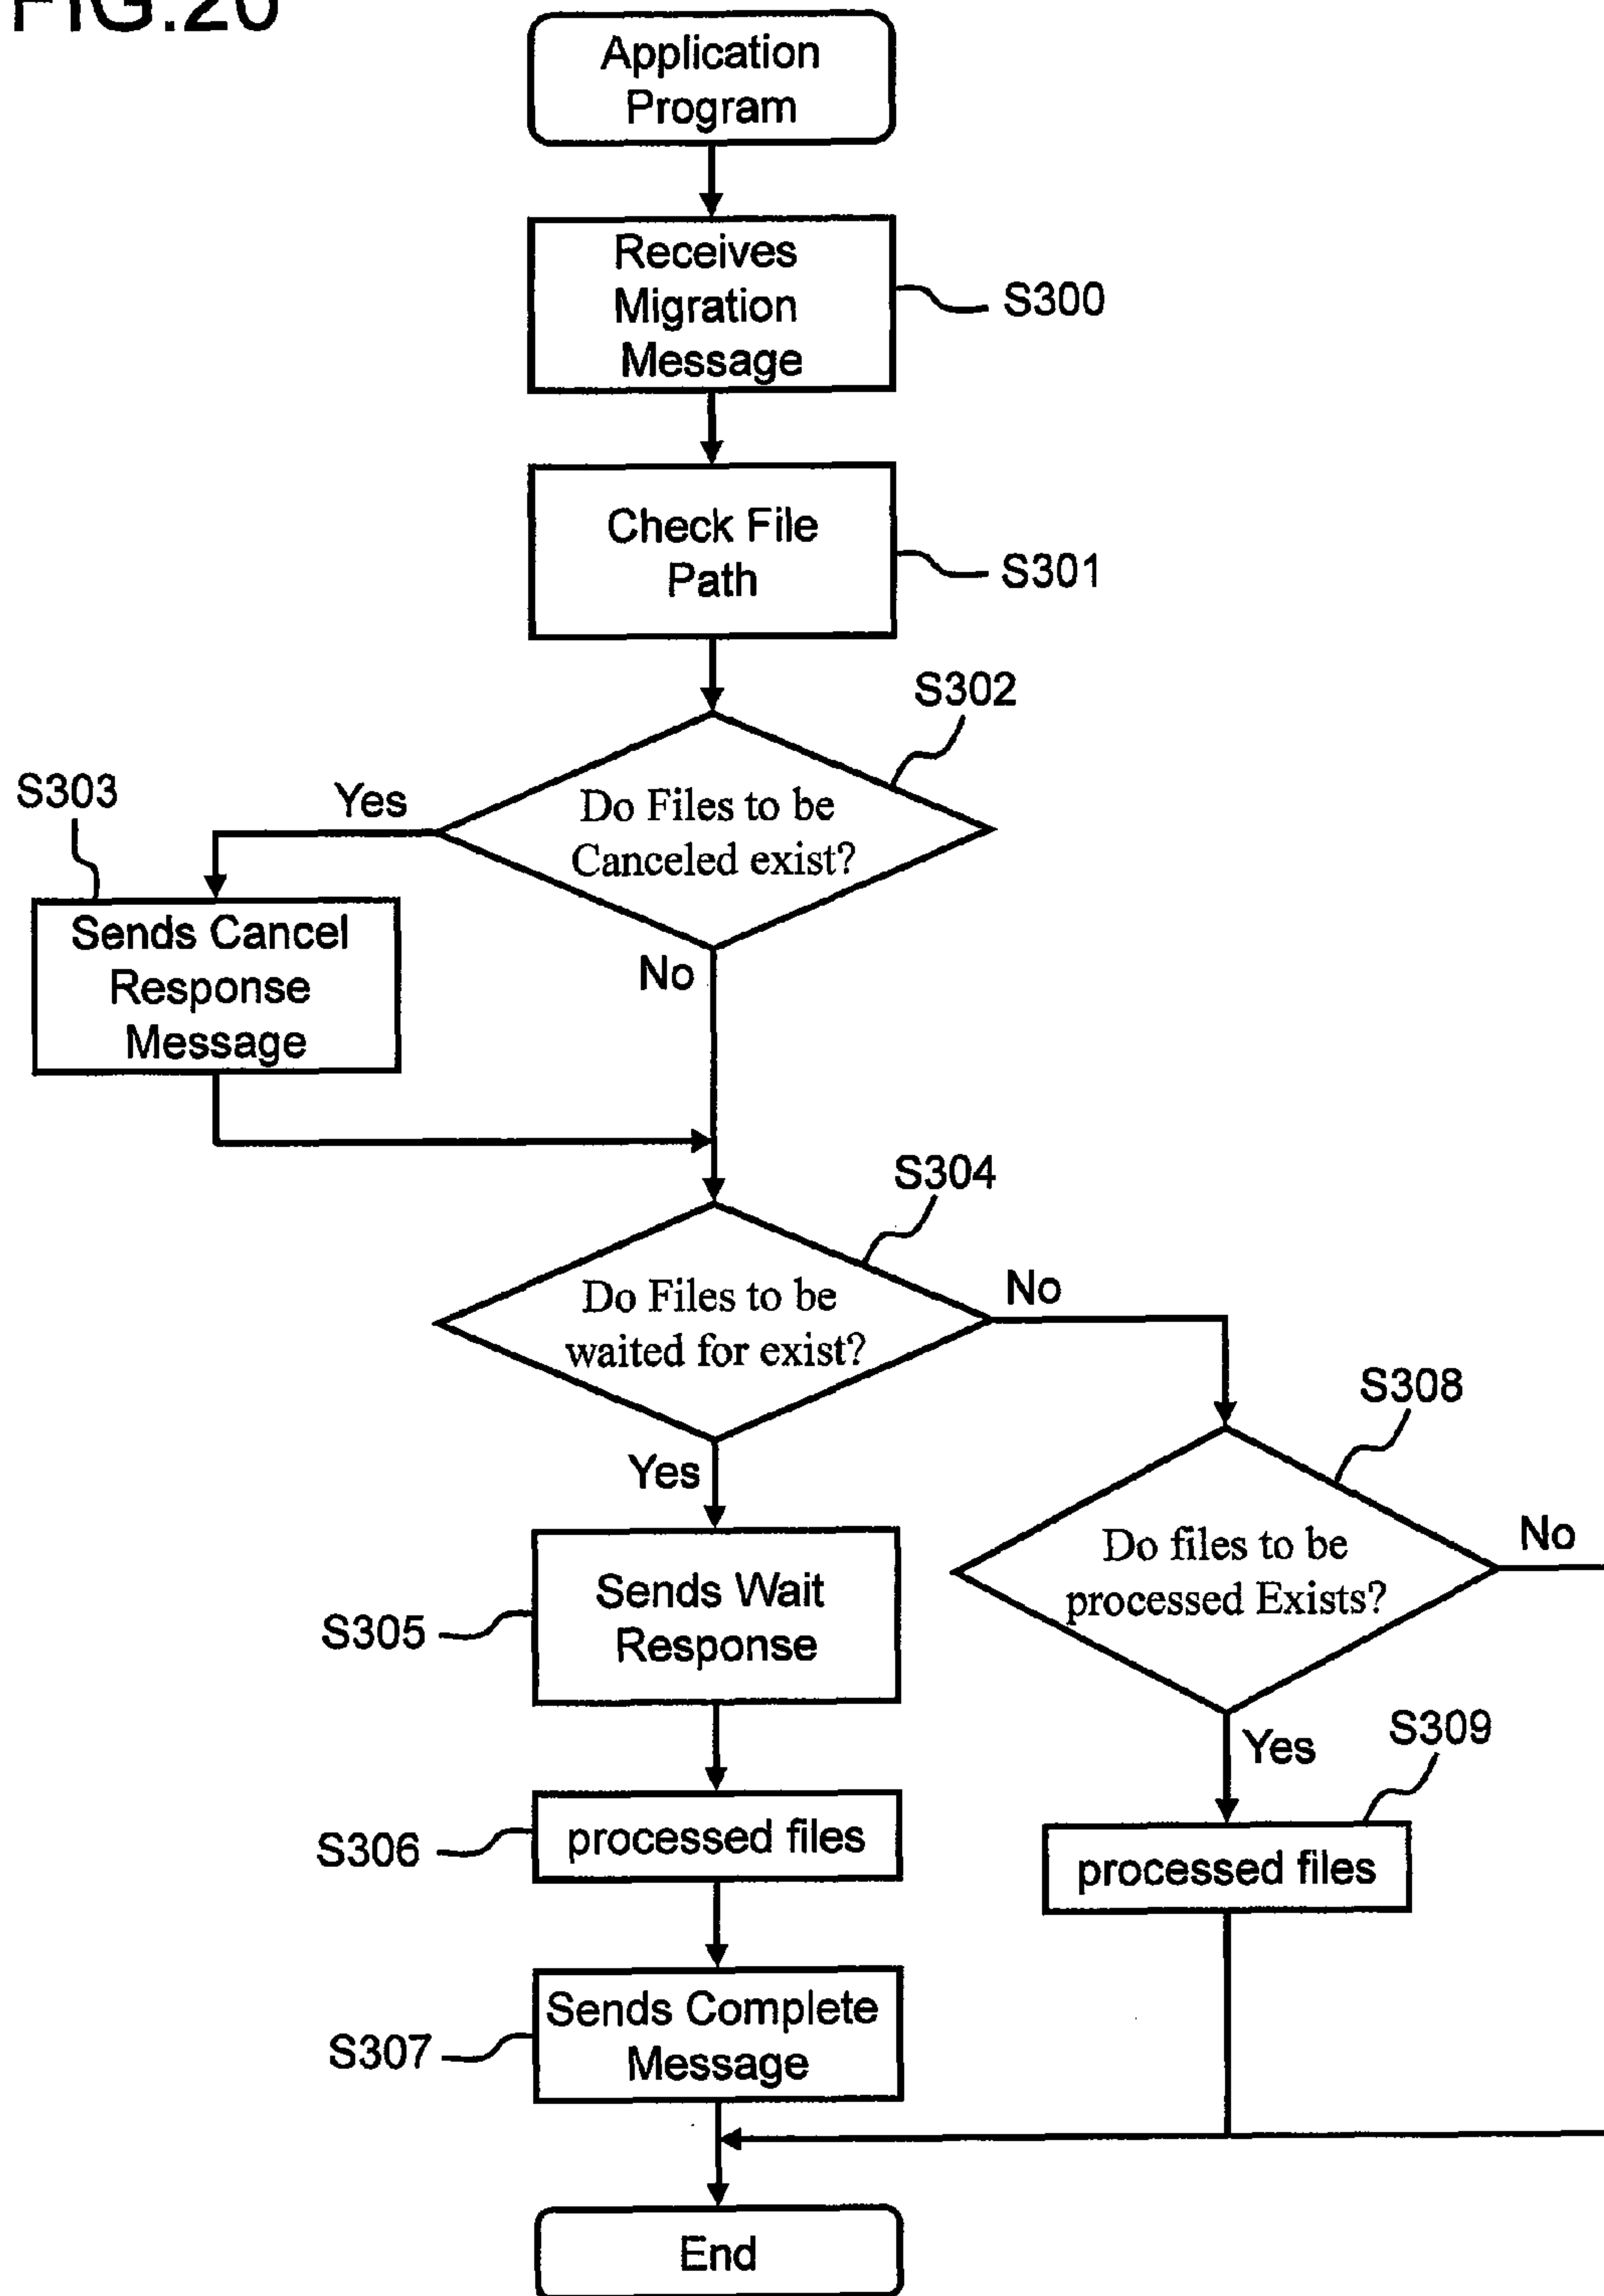 FIG.20
Application
Program
Receives
Migration
Message
S300
Check File
Path
S301
S302
Do Files to be
Canceled exist?
Yes
No
S303
Sends Cancel
Response
Message
S304
Do Files to be
waited for exist?
No
Yes
S308
Do files to be
processed Exists?
No
Yes
S305
Sends Wait
Response
S309
processed files
S306
processed files
S307
Sends Complete
Message
End